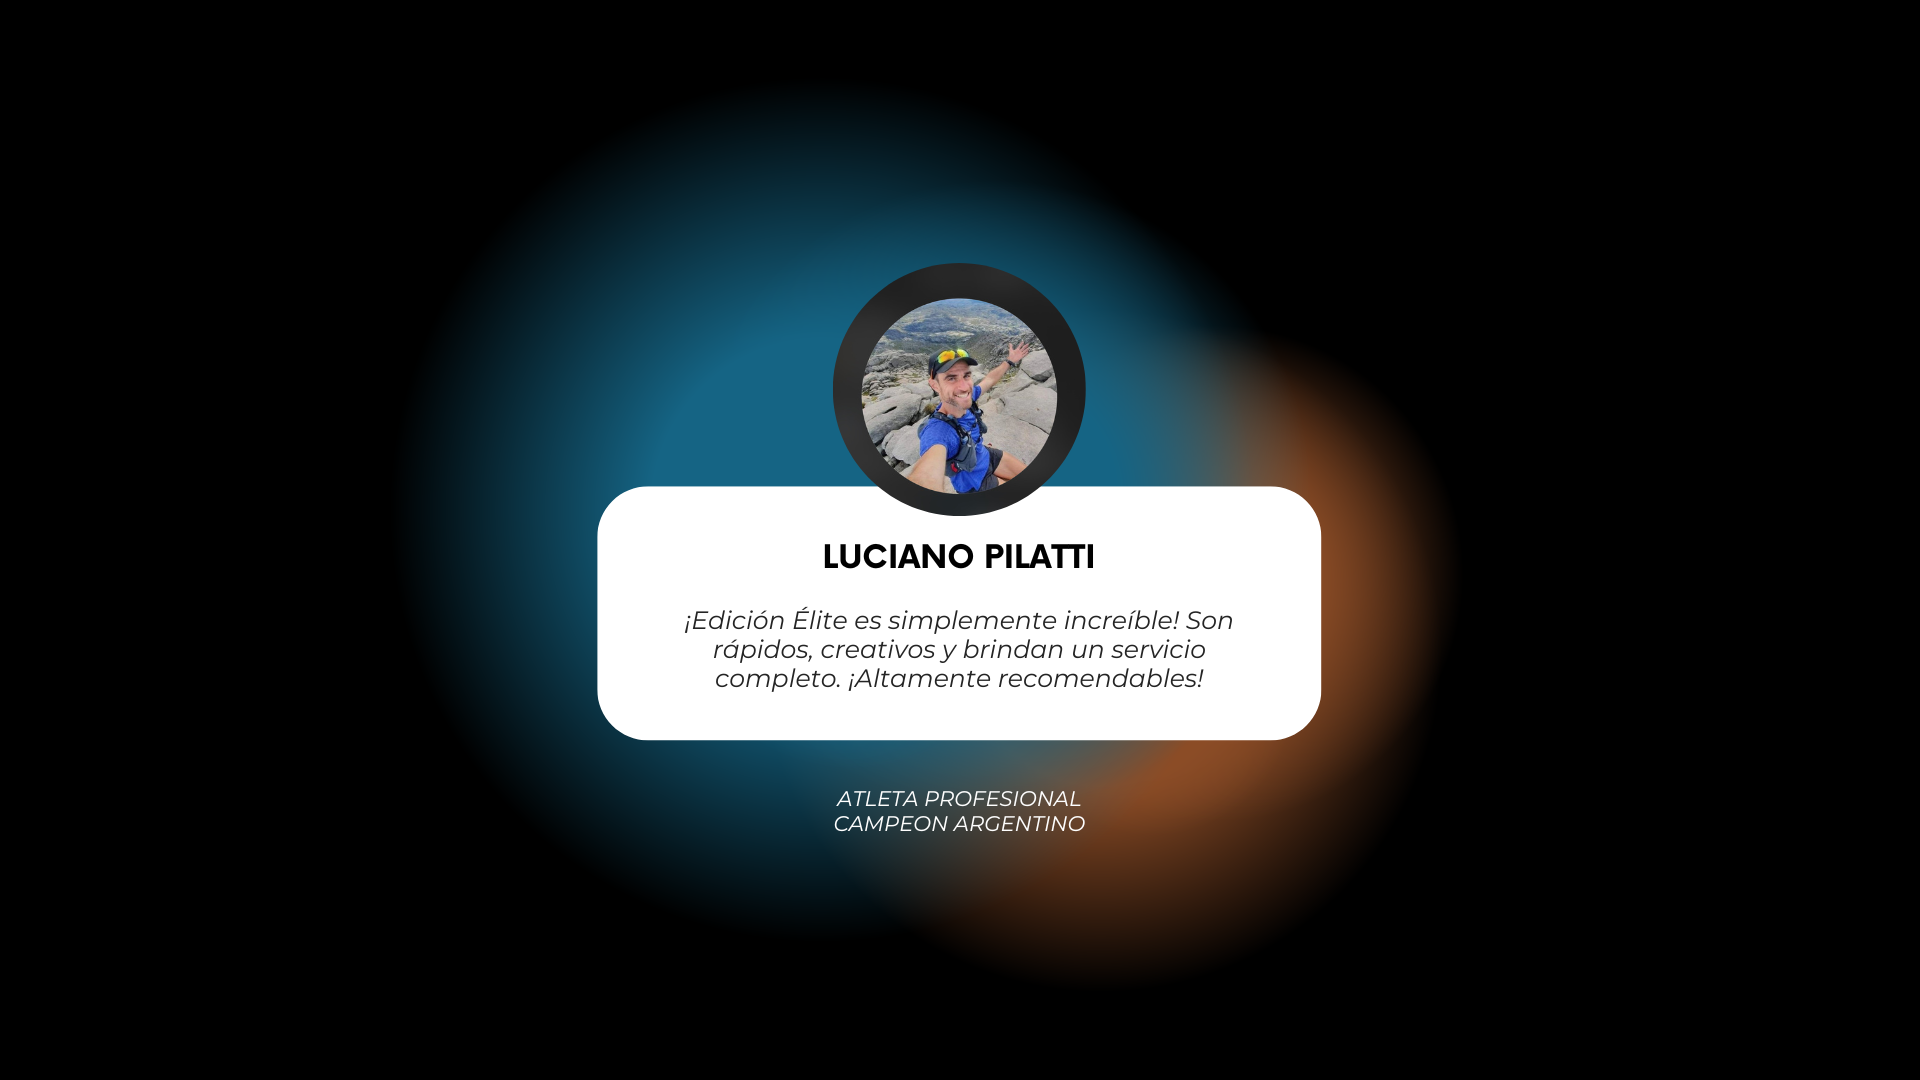 LUCIANO PILATTI
¡Edición Élite es simplemente increíble! Son
rápidos, creativos y brindan un servicio
completo. ¡Altamente recomendables!
ATLETA PROFESIONAL
CAMPEON ARGENTINO